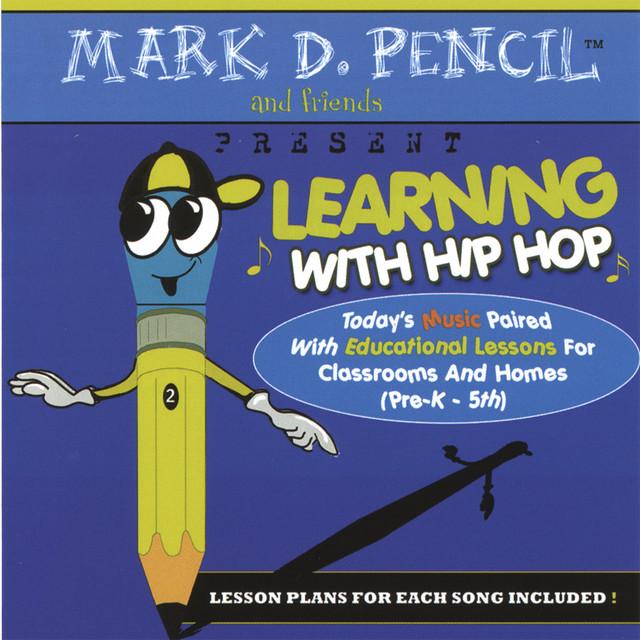 MARK D. PENCIL™
and friends
PRESENT
LEARNING
WITH HIP HOP
Today's Music Paired
With Educational Lessons For
Classrooms And Homes
(Pre-K - 5th)
2
LESSON PLANS FOR EACH SONG INCLUDED!